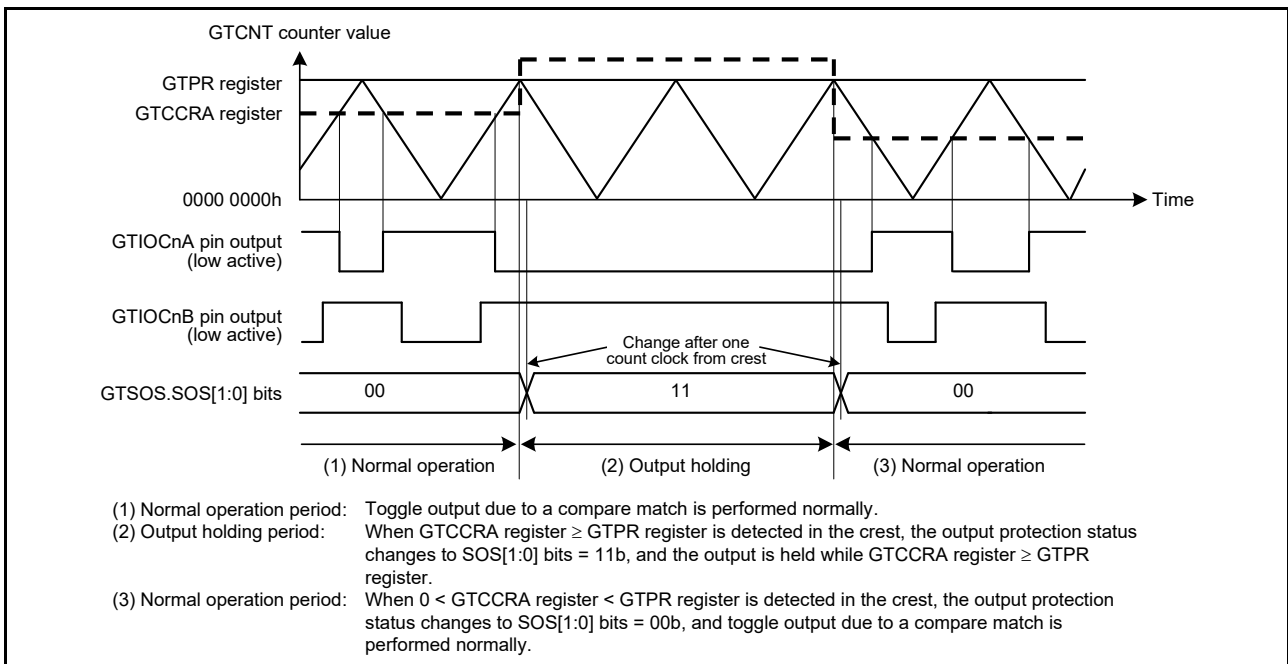 GTCNT counter value
GTPR register
GTCCRA register
0000 0000h
Time
GTIOCnA pin output
(low active)
GTIOCnB pin output
(low active)
Change after one
count clock from crest
GTSOS.SOS[1:0] bits
00
11
00
(1) Normal operation
(2) Output holding
(3) Normal operation
(1) Normal operation period: Toggle output due to a compare match is performed normally.
(2) Output holding period: When GTCCRA register ≥ GTPR register is detected in the crest, the output protection status
changes to SOS[1:0] bits = 11b, and the output is held while GTCCRA register ≥ GTPR
register.
(3) Normal operation period: When 0 < GTCCRA register < GTPR register is detected in the crest, the output protection
status changes to SOS[1:0] bits = 00b, and toggle output due to a compare match is
performed normally.